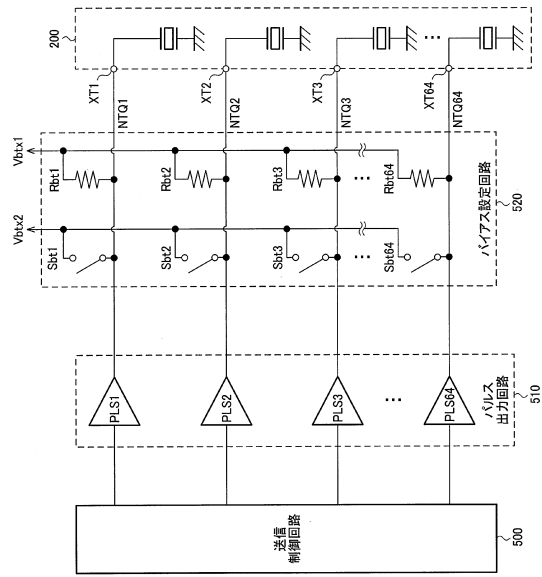 200
XT1
XT2
XT3
XT64
NTQ1
NTQ2
NTQ3
NTQ64
Vbtx1
Rbt1
Rbt2
Rbt3
Rbt64
Vbtx2
Sbt1
Sbt2
Sbt3
Sbt64
バイアス設定回路
520
PLS1
PLS2
PLS3
PLS64
パルス
出力回路
510
送信
制御回路
500